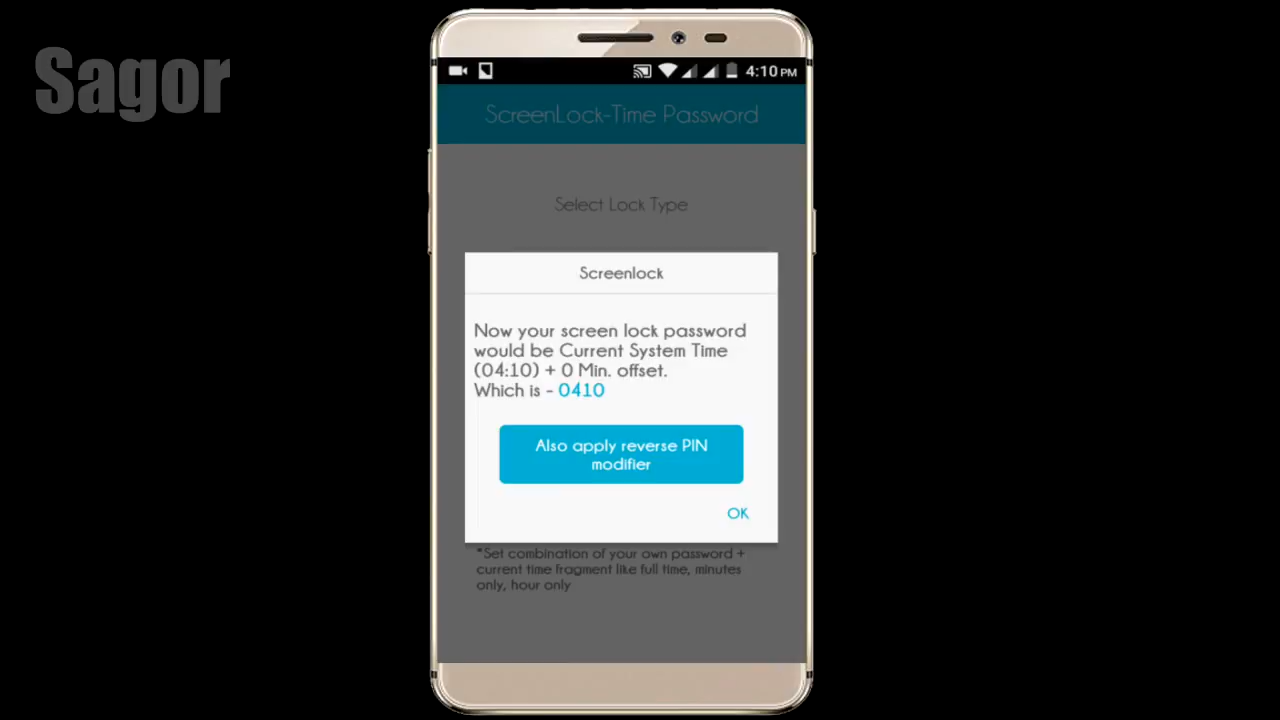 Sagor
4:10 PM
ScreenLock-Time Password
Select Lock Type
Screenlock
Now your screen lock password
would be Current System Time
(04:10) + 0 Min. offset.
Which is - 0410
Also apply reverse PIN
modifier
OK
*Set combination of your own password +
current time fragment like full time, minutes
only, hour only